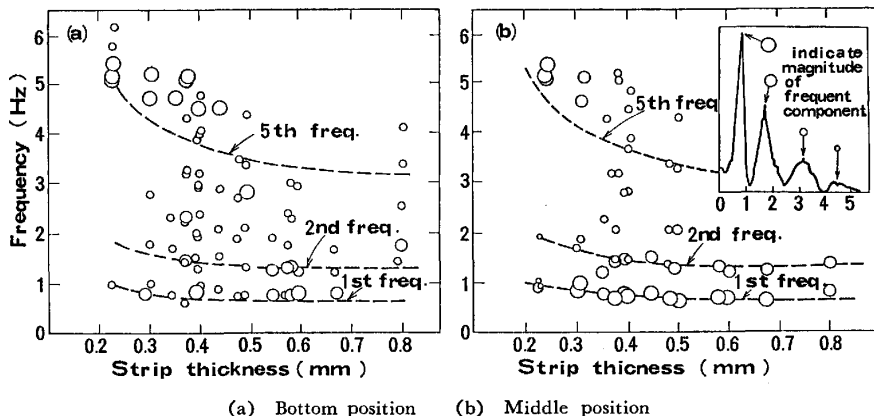 (a)
6
5
4
3
2
1
0
Frequency (Hz)
5th freq.
2nd freq.
1st freq.
0.2 0.3 0.4 0.5 0.6 0.7 0.8
Strip thickness (mm)
(b)
6
5
4
3
2
1
0
5th freq.
2nd freq.
1st freq.
indicate
magnitude
of
frequent
component
0 1 2 3 4 5
0.2 0.3 0.4 0.5 0.6 0.7 0.8
Strip thicness (mm)
(a) Bottom position (b) Middle position